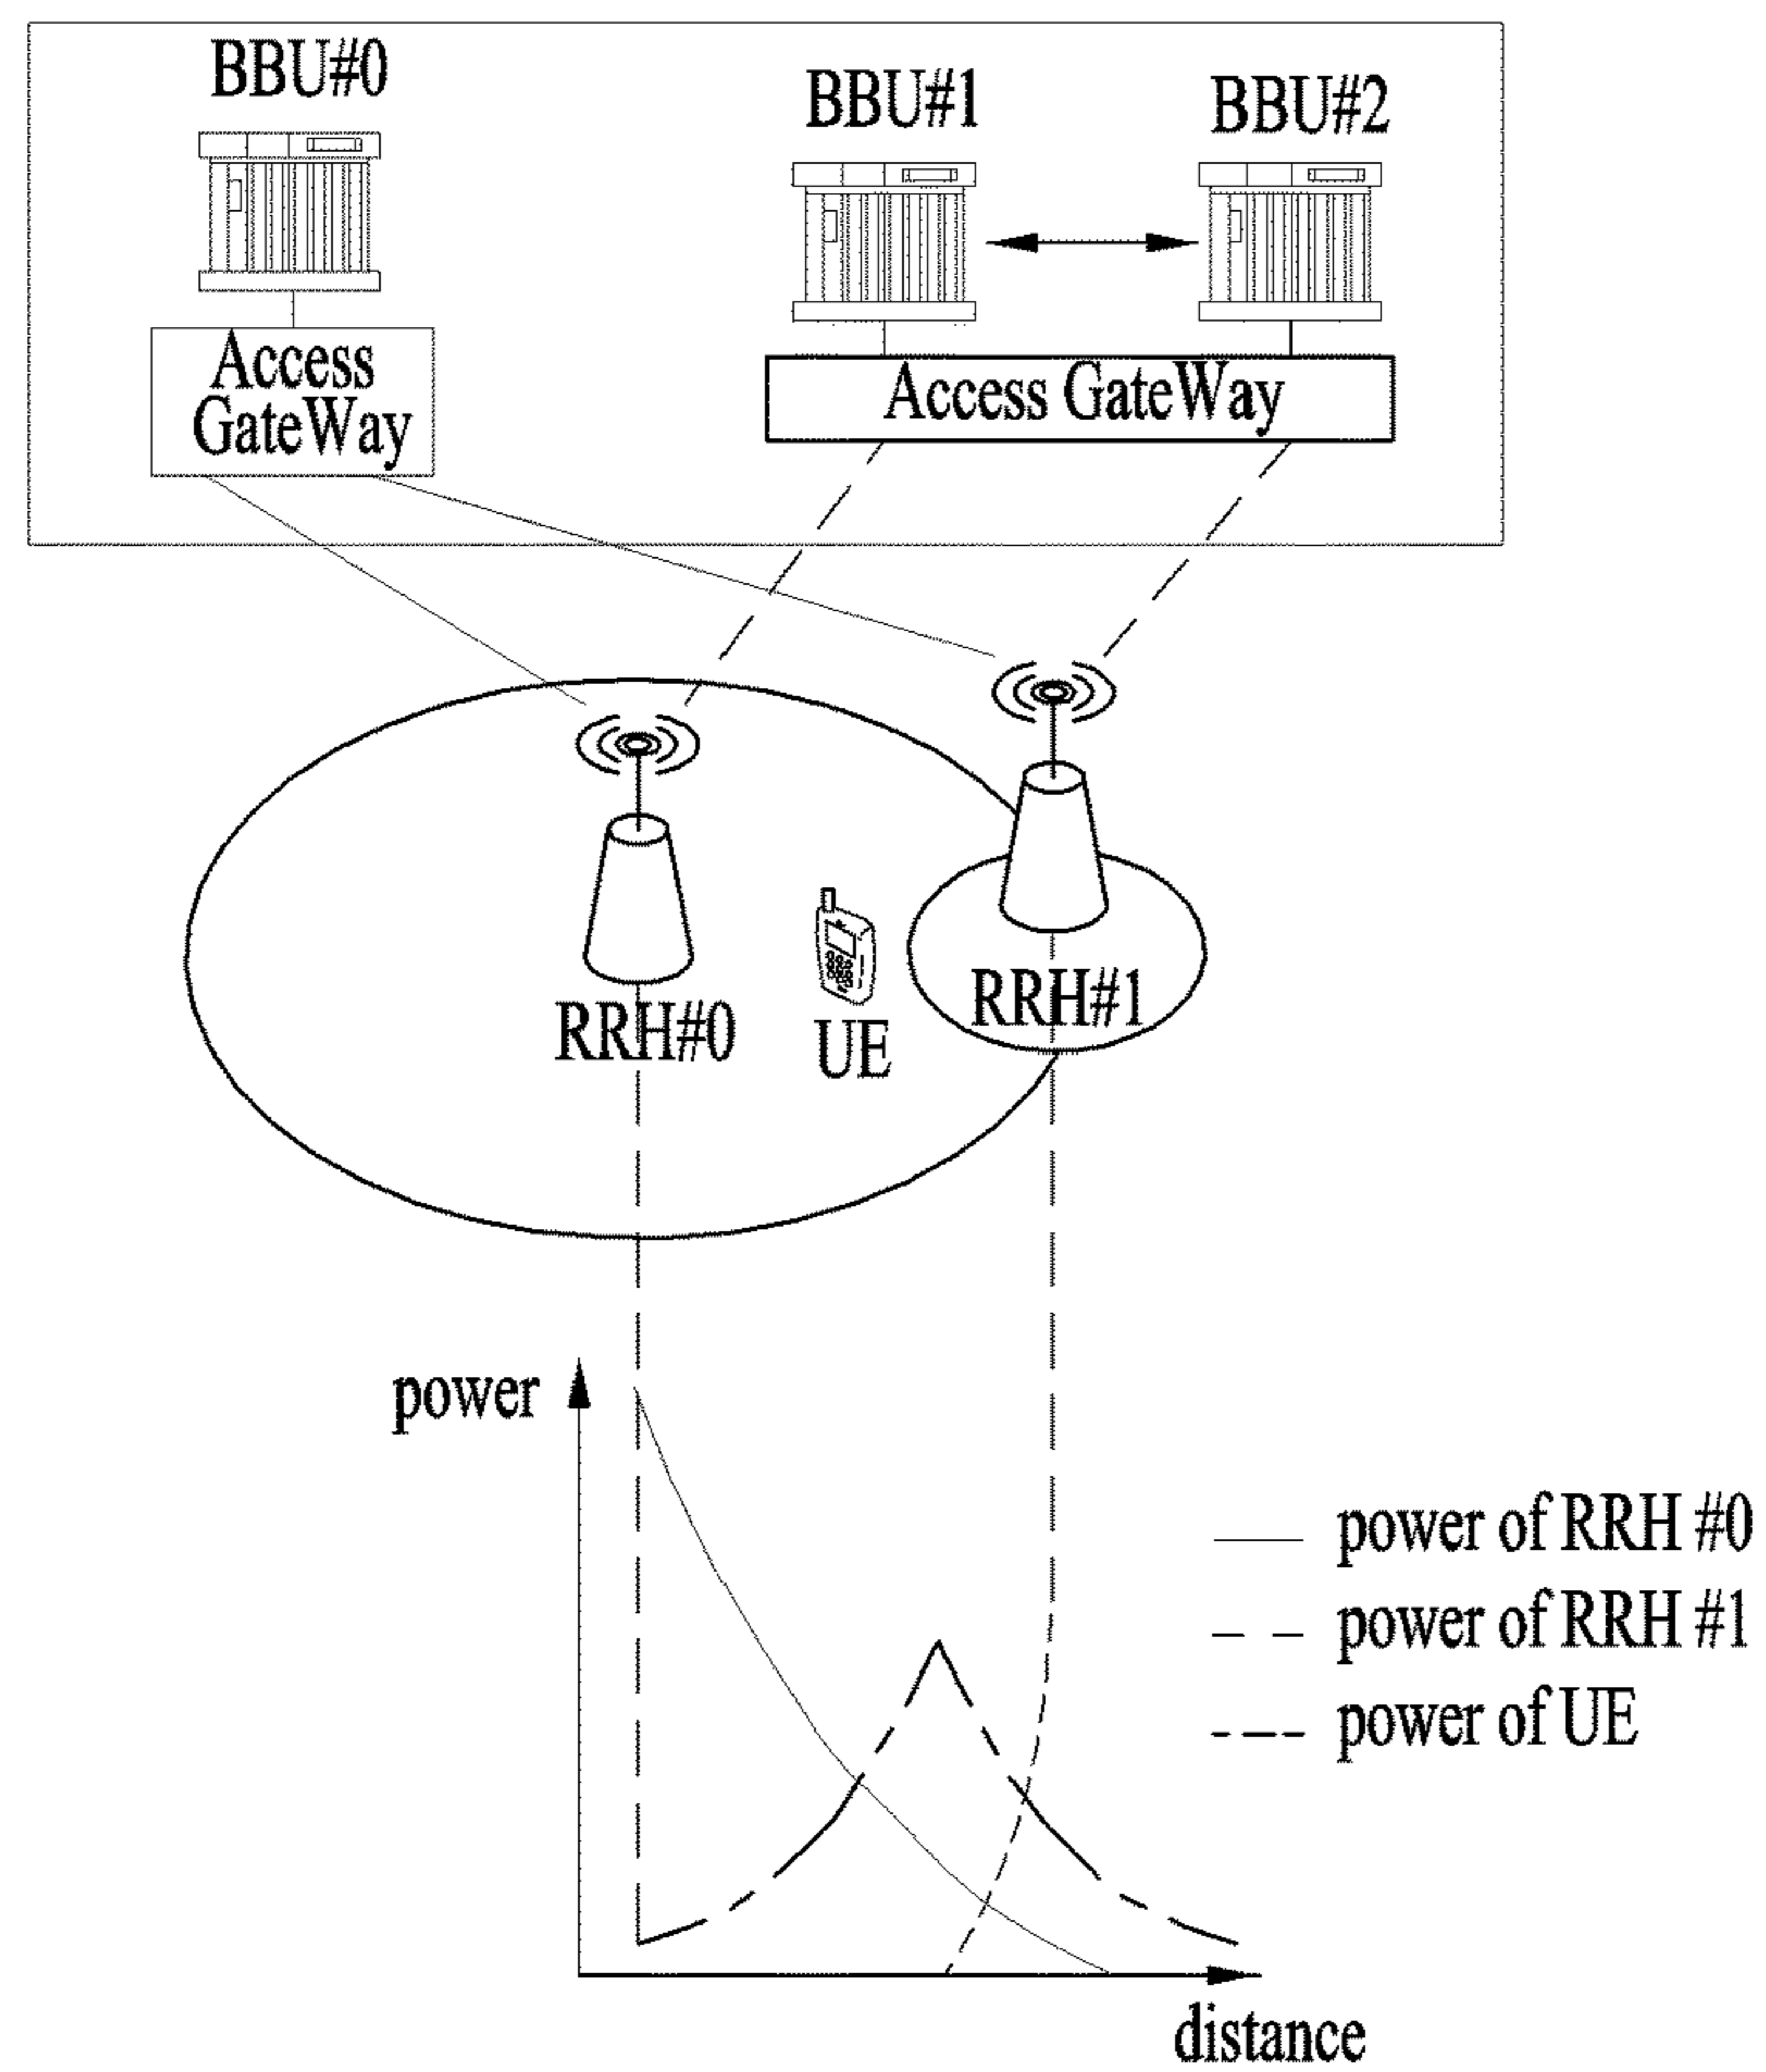 BBU#0
BBU#1
BBU#2
Access
GateWay
Access GateWay
RRH#0
UE
RRH#1
power
power of RRH #0
power of RRH #1
power of UE
distance